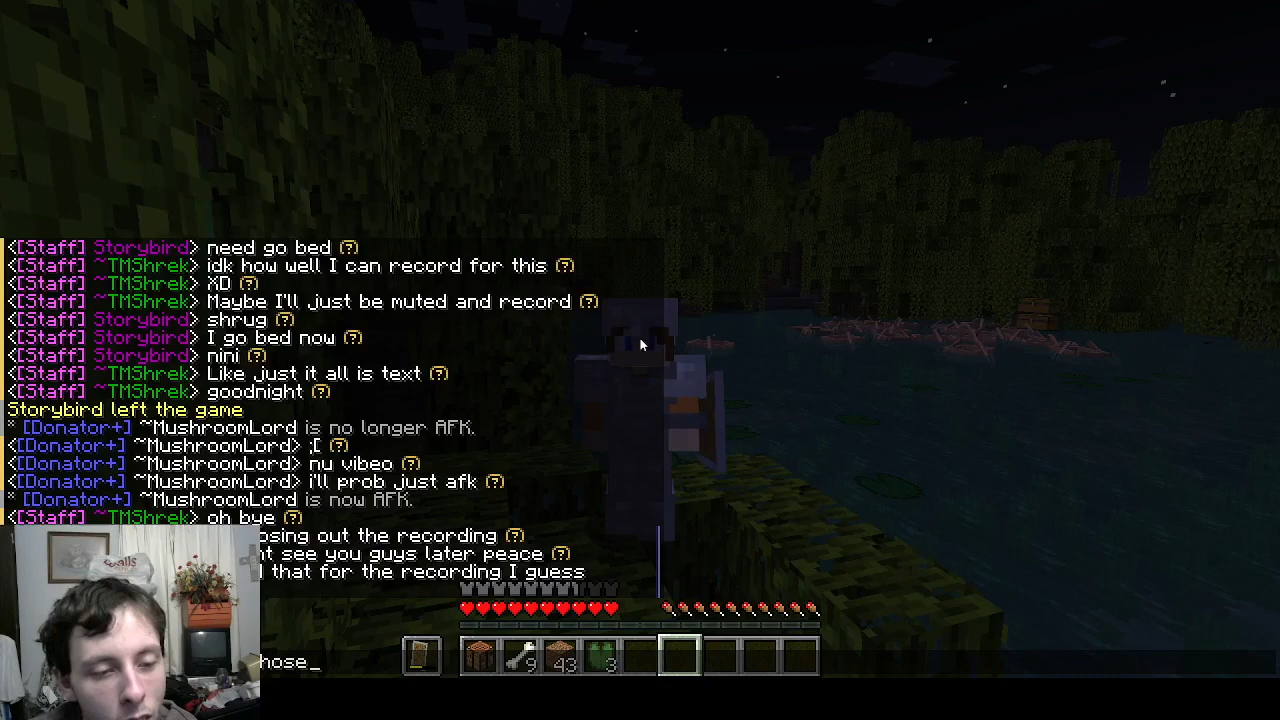 <[Staff] Storybird> need go bed (?)
<[Staff] ~TMShrek> idk how well I can record for this (?)
<[Staff] ~TMShrek> XD (?)
<[Staff] ~TMShrek> Maybe I'll just be muted and record (?)
<[Staff] Storybird> shrug (?)
<[Staff] Storybird> I go bed now (?)
<[Staff] Storybird> nini (?)
<[Staff] ~TMShrek> Like just it all is text (?)
<[Staff] ~TMShrek> goodnight (?)
Storybird left the game
* [Donator+] ~MushroomLord is no longer AFK.
<[Donator+] ~MushroomLord> ;[ (?)
<[Donator+] ~MushroomLord> nu vibeo (?)
<[Donator+] ~MushroomLord> i'll prob just afk (?)
* [Donator+] ~MushroomLord is now AFK.
<[Staff] ~TMShrek> oh bye (?)
osing out the recording (?)
nt see you guys later peace (?)
l that for the recording I guess
9 43 3
hose_